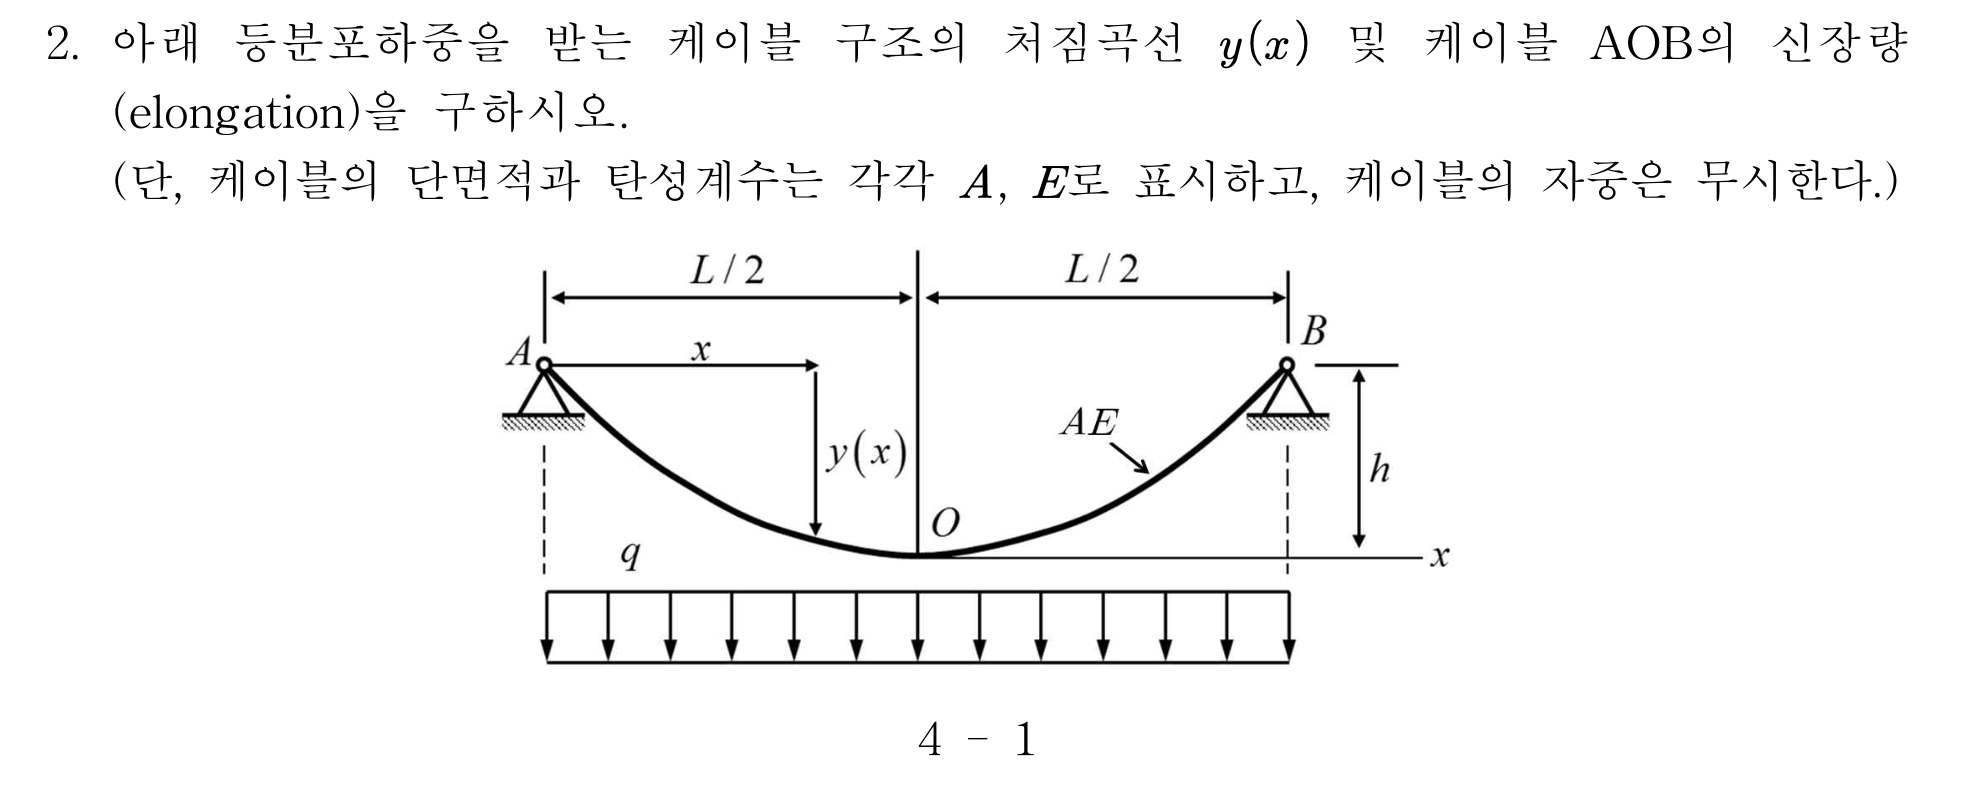 2. 아래 등분포하중을 받는 케이블 구조의 처짐곡선 y(x) 및 케이블 AOB의 신장량
(elongation)을 구하시오.
(단, 케이블의 단면적과 탄성계수는 각각 A, E로 표시하고, 케이블의 자중은 무시한다.)
L/2 L/2
B
A x
AE
y(x)
h
O
q x
4 - 1